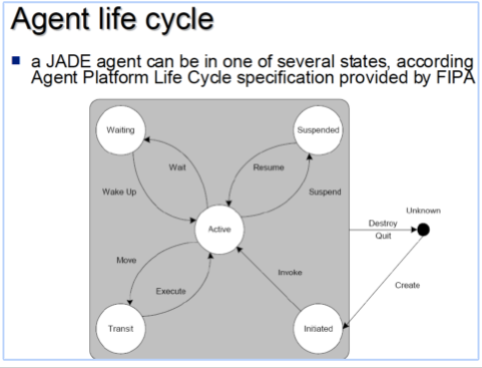 Agent life cycle
a JADE agent can be in one of several states, according
Agent Platform Life Cycle specification provided by FIPA
Waiting
Suspended
Wait
Resume
Wake Up
Suspend
Unknown
Active
Destroy
Quit
Move
Invoke
Create
Execute
Transit
Initiated